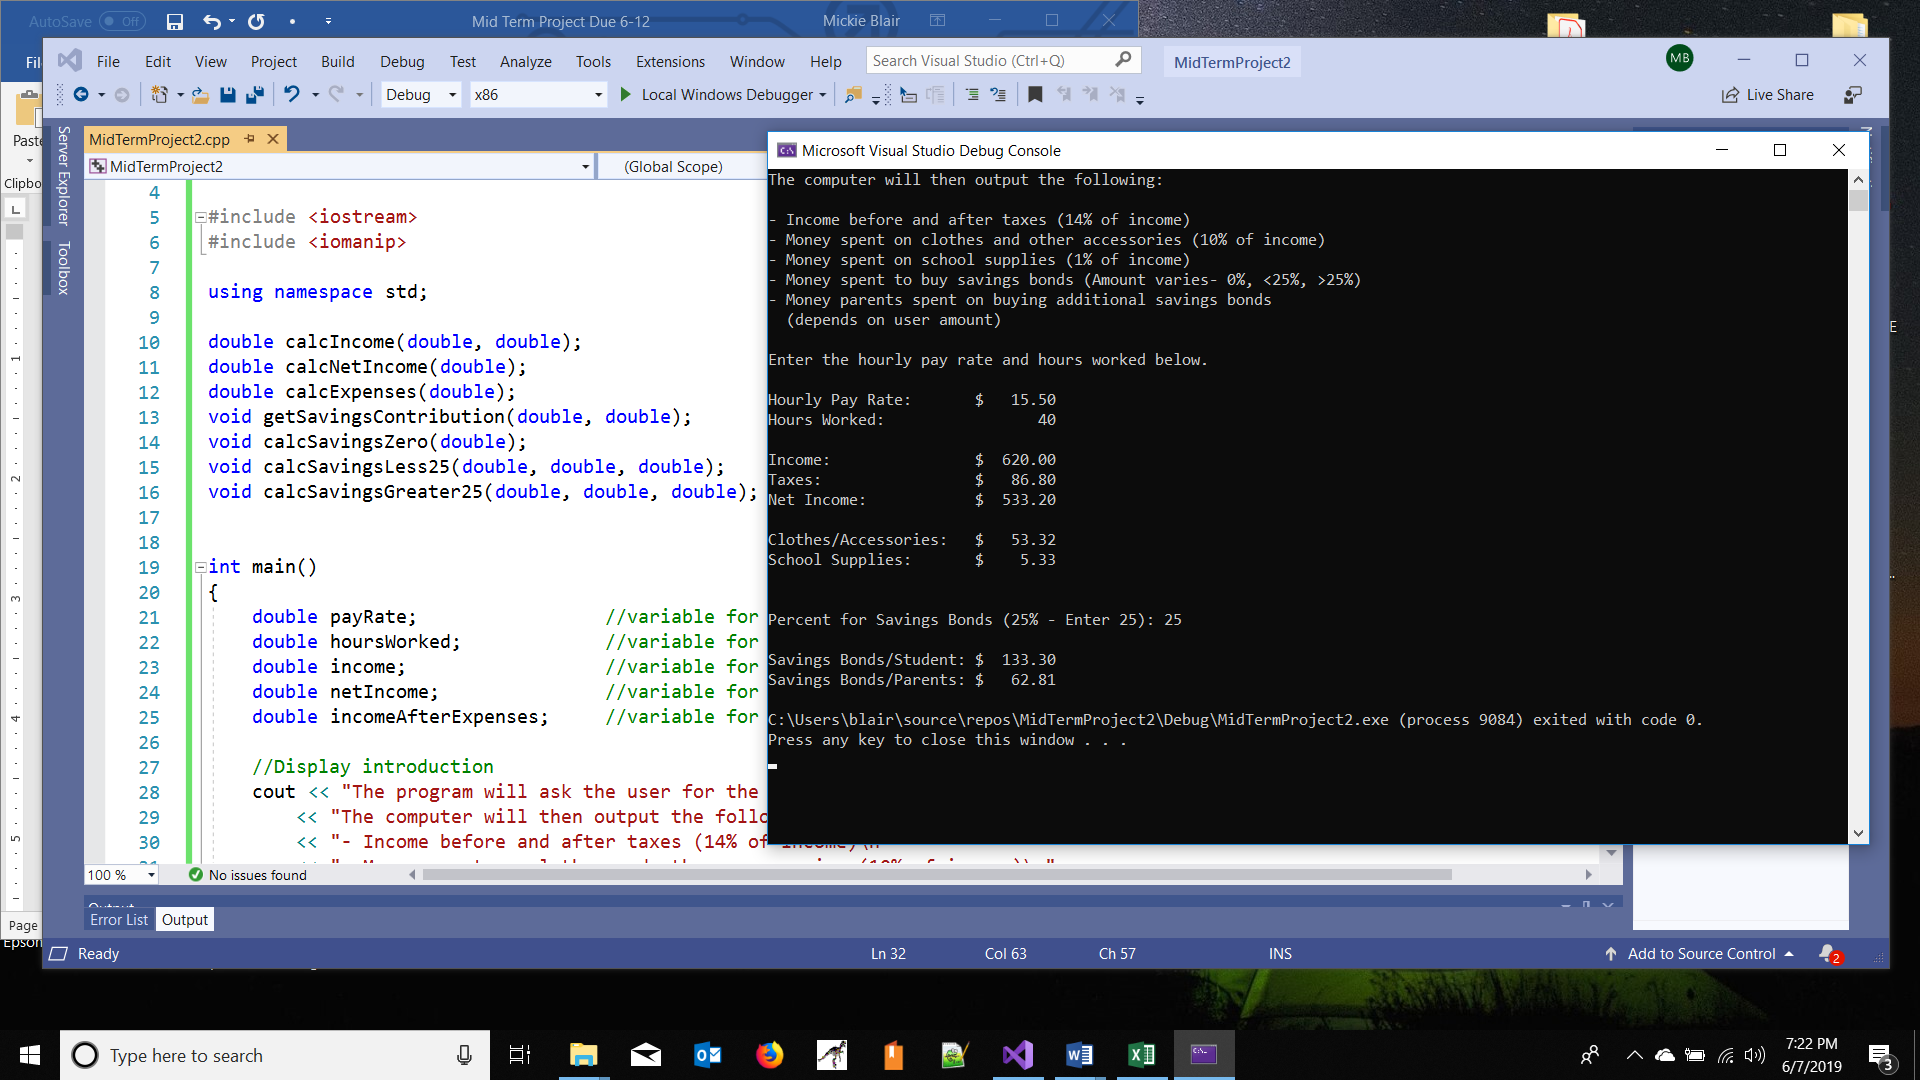 AutoSave Off
Mid Term Project Due 6-12
Mickie Blair
File Edit View Project Build Debug Test Analyze Tools Extensions Window Help
Search Visual Studio (Ctrl+Q)
MidTermProject2
MB
Debug x86 Local Windows Debugger
Live Share
Paste
Server Explorer
Toolbox
MidTermProject2.cpp
MidTermProject2
(Global Scope)
4
5 #include <iostream>
6 #include <iomanip>
7
8 using namespace std;
9
10 double calcIncome(double, double);
11 double calcNetIncome(double);
12 double calcExpenses(double);
13 void getSavingsContribution(double, double);
14 void calcSavingsZero(double);
15 void calcSavingsLess25(double, double, double);
16 void calcSavingsGreater25(double, double, double);
17
18
19 int main()
20 {
21 double payRate; //variable for
22 double hoursWorked; //variable for
23 double income; //variable for
24 double netIncome; //variable for
25 double incomeAfterExpenses; //variable for
26
27 //Display introduction
28 cout << "The program will ask the user for the
29 << "The computer will then output the follo
30 << "- Income before and after taxes (14% of income)\n"
Microsoft Visual Studio Debug Console
The computer will then output the following:
- Income before and after taxes (14% of income)
- Money spent on clothes and other accessories (10% of income)
- Money spent on school supplies (1% of income)
- Money spent to buy savings bonds (Amount varies- 0%, <25%, >25%)
- Money parents spent on buying additional savings bonds
(depends on user amount)
Enter the hourly pay rate and hours worked below.
Hourly Pay Rate: $ 15.50
Hours Worked: 40
Income: $ 620.00
Taxes: $ 86.80
Net Income: $ 533.20
Clothes/Accessories: $ 53.32
School Supplies: $ 5.33
Percent for Savings Bonds (25% - Enter 25): 25
Savings Bonds/Student: $ 133.30
Savings Bonds/Parents: $ 62.81
C:\Users\blair\source\repos\MidTermProject2\Debug\MidTermProject2.exe (process 9084) exited with code 0.
Press any key to close this window . . .
100 %
No issues found
Output
Error List Output
Page
Epson
Ready
Ln 32 Col 63 Ch 57 INS
Add to Source Control
2
Type here to search
7:22 PM
6/7/2019
3